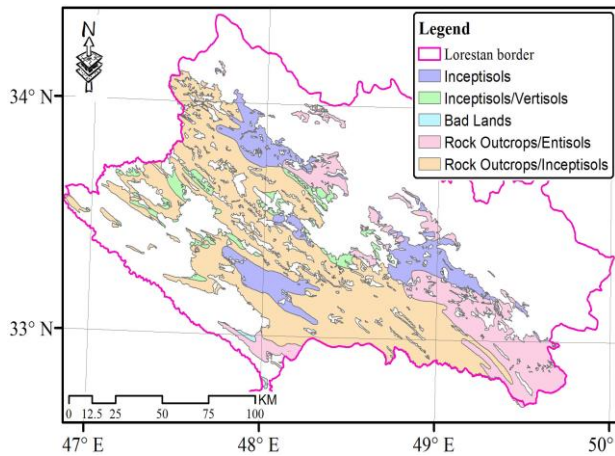 N
Legend
Lorestan border
Inceptisols
Inceptisols/Vertisols
Bad Lands
Rock Outcrops/Entisols
Rock Outcrops/Inceptisols
34° N
33° N
KM
0 12.5 25 50 75 100
47° E 48° E 49° E 50° E